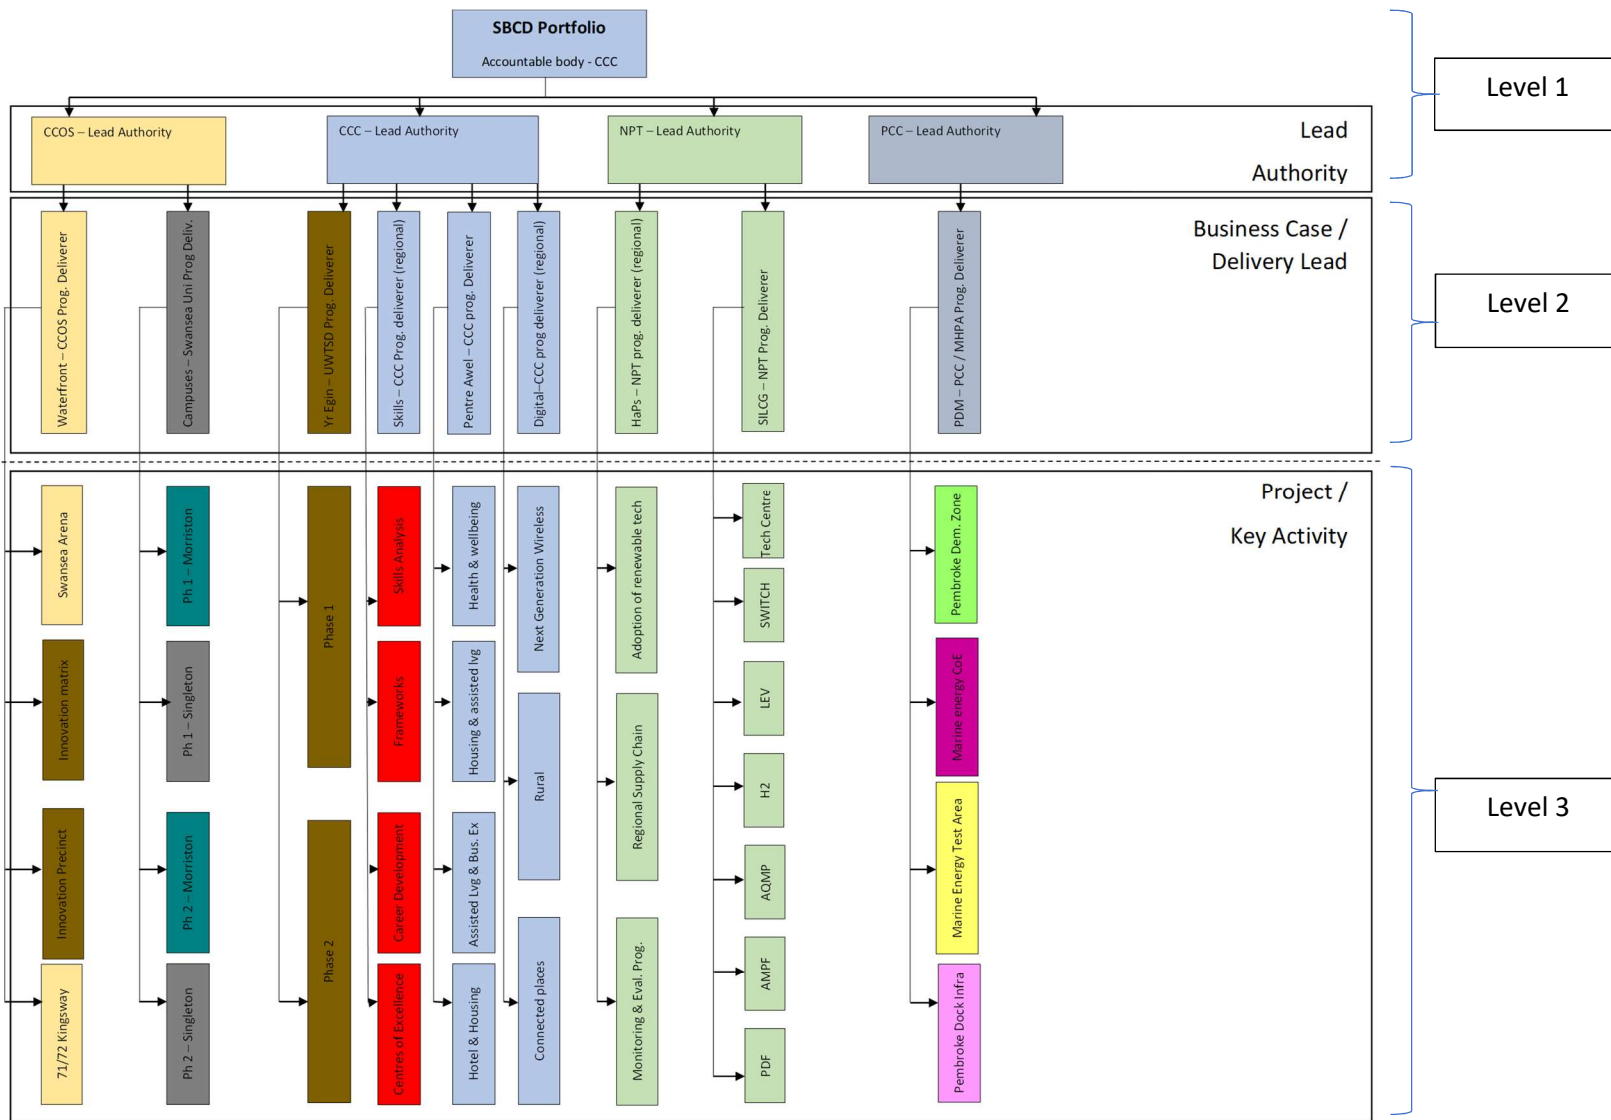 SBCD Portfolio
Accountable body - CCC
Level 1
CCOS – Lead Authority
CCC – Lead Authority
NPT – Lead Authority
PCC – Lead Authority
Lead
Authority
Waterfront – CCOS Prog. Deliverer
Campuses – Swansea Uni Prog Deliv.
Yr Egin – UWTSD Prog. Deliverer
Skills – CCC Prog. deliverer (regional)
Pentre Awel – CCC prog. Deliverer
Digital–CCC prog deliverer (regional)
HaPs – NPT prog. deliverer (regional)
SILCG – NPT Prog. Deliverer
PDM – PCC / MHPA Prog. Deliverer
Business Case /
Delivery Lead
Level 2
Project /
Key Activity
Level 3
Swansea Arena
Innovation matrix
Innovation Precinct
71/72 Kingsway
Ph 1 – Morriston
Ph 1 – Singleton
Ph 2 – Morriston
Ph 2 – Singleton
Phase 1
Phase 2
Skills Analysis
Frameworks
Career Development
Centres of Excellence
Health & wellbeing
Housing & assisted lvg
Assisted Lvg & Bus. Ex
Hotel & Housing
Next Generation Wireless
Rural
Connected places
Adoption of renewable tech
Regional Supply Chain
Monitoring & Eval. Prog.
Tech Centre
SWITCH
LEV
H2
AQMP
AMPF
PDF
Pembroke Dem. Zone
Marine energy CoE
Marine Energy Test Area
Pembroke Dock Infra